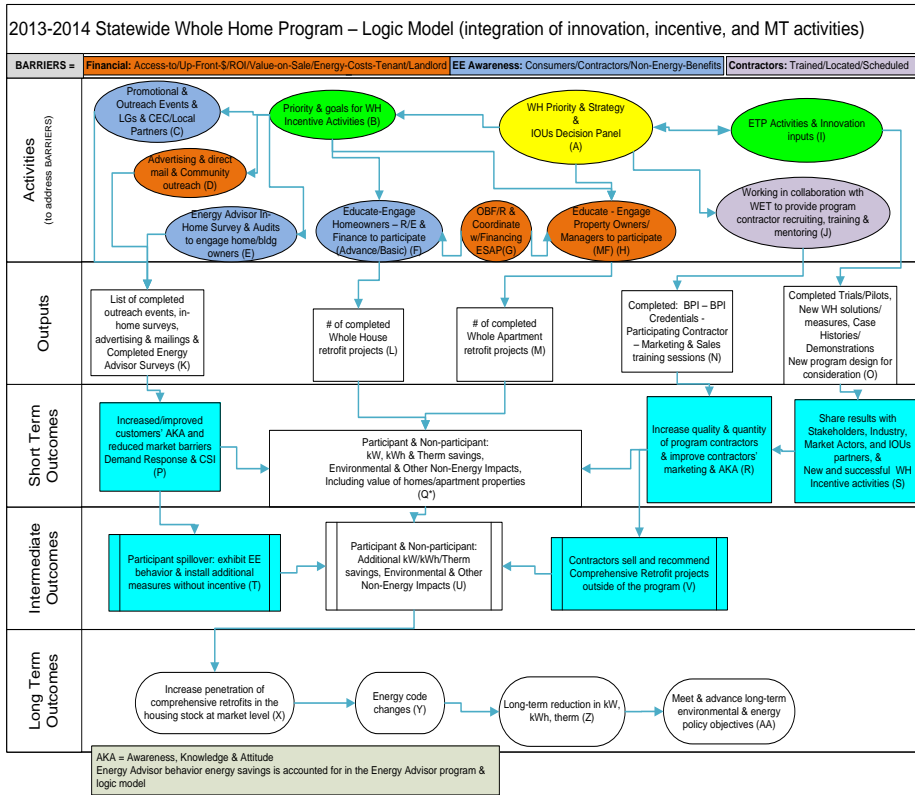 2013-2014 Statewide Whole Home Program – Logic Model (integration of innovation, incentive, and MT activities)
BARRIERS =
Financial: Access-to/Up-Front-$/ROI/Value-on-Sale/Energy-Costs-Tenant/Landlord
EE Awareness: Consumers/Contractors/Non-Energy-Benefits
Contractors: Trained/Located/Scheduled
Activities
(to address BARRIERS)
Promotional &
Outreach Events &
LGs & CEC/Local
Partners (C)
Priority & goals for WH
Incentive Activities (B)
WH Priority & Strategy
&
IOUs Decision Panel
(A)
ETP Activities & Innovation
inputs (I)
Advertising & direct
mail & Community
outreach (D)
Energy Advisor In-
Home Survey & Audits
to engage home/bldg
owners (E)
Educate-Engage
Homeowners – R/E &
Finance to participate
(Advance/Basic) (F)
OBF/R &
Coordinate
w/Financing
ESAP(G)
Educate - Engage
Property Owners/
Managers to participate
(MF) (H)
Working in collaboration wth
WET to provide program
contractor recruiting, training &
mentoring (J)
Outputs
List of completed
outreach events, in-
home surveys,
advertising & mailings &
Completed Energy
Advisor Surveys (K)
# of completed
Whole House
retrofit projects (L)
# of completed
Whole Apartment
retrofit projects (M)
Completed: BPI – BPI
Credentials -
Participating Contractor
– Marketing & Sales
training sessions (N)
Completed Trials/Pilots,
New WH solutions/
measures, Case
Histories/
Demonstrations
New program design for
consideration (O)
Short Term
Outcomes
Increased/improved
customers' AKA and
reduced market barriers
Demand Response & CSI
(P)
Participant & Non-participant:
kW, kWh & Therm savings,
Environmental & Other Non-Energy Impacts,
Including value of homes/apartment properties
(Q*)
Increase quality & quantity
of program contractors
& improve contractors'
marketing & AKA (R)
Share results with
Stakeholders, Industry,
Market Actors, and IOUs
partners, &
New and successful WH
Incentive activities (S)
Intermediate
Outcomes
Participant spillover: exhibit EE
behavior & install additional
measures without incentive (T)
Participant & Non-participant:
Additional kW/kWh/Therm
savings, Environmental & Other
Non-Energy Impacts (U)
Contractors sell and recommend
Comprehensive Retrofit projects
outside of the program (V)
Long Term
Outcomes
Increase penetration of
comprehensive retrofits in the
housing stock at market level (X)
Energy code
changes (Y)
Long-term reduction in kW,
kWh, therm (Z)
Meet & advance long-term
environmental & energy
policy objectives (AA)
AKA = Awareness, Knowledge & Attitude
Energy Advisor behavior energy savings is accounted for in the Energy Advisor program &
logic model